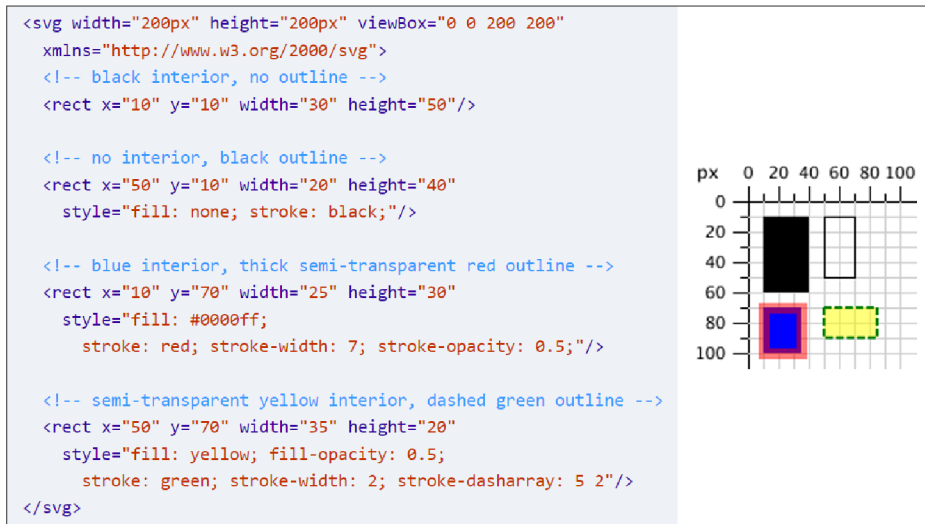 <svg width="200px" height="200px" viewBox="0 0 200 200"
xmlns="http://www.w3.org/2000/svg">
<!-- black interior, no outline -->
<rect x="10" y="10" width="30" height="50"/>
<!-- no interior, black outline -->
<rect x="50" y="10" width="20" height="40"
style="fill: none; stroke: black;"/>
<!-- blue interior, thick semi-transparent red outline -->
<rect x="10" y="70" width="25" height="30"
style="fill: #0000ff;
stroke: red; stroke-width: 7; stroke-opacity: 0.5;"/>
<!-- semi-transparent yellow interior, dashed green outline -->
<rect x="50" y="70" width="35" height="20"
style="fill: yellow; fill-opacity: 0.5;
stroke: green; stroke-width: 2; stroke-dasharray: 5 2"/>
</svg>
px 0 20 40 60 80 100
0
20
40
60
80
100